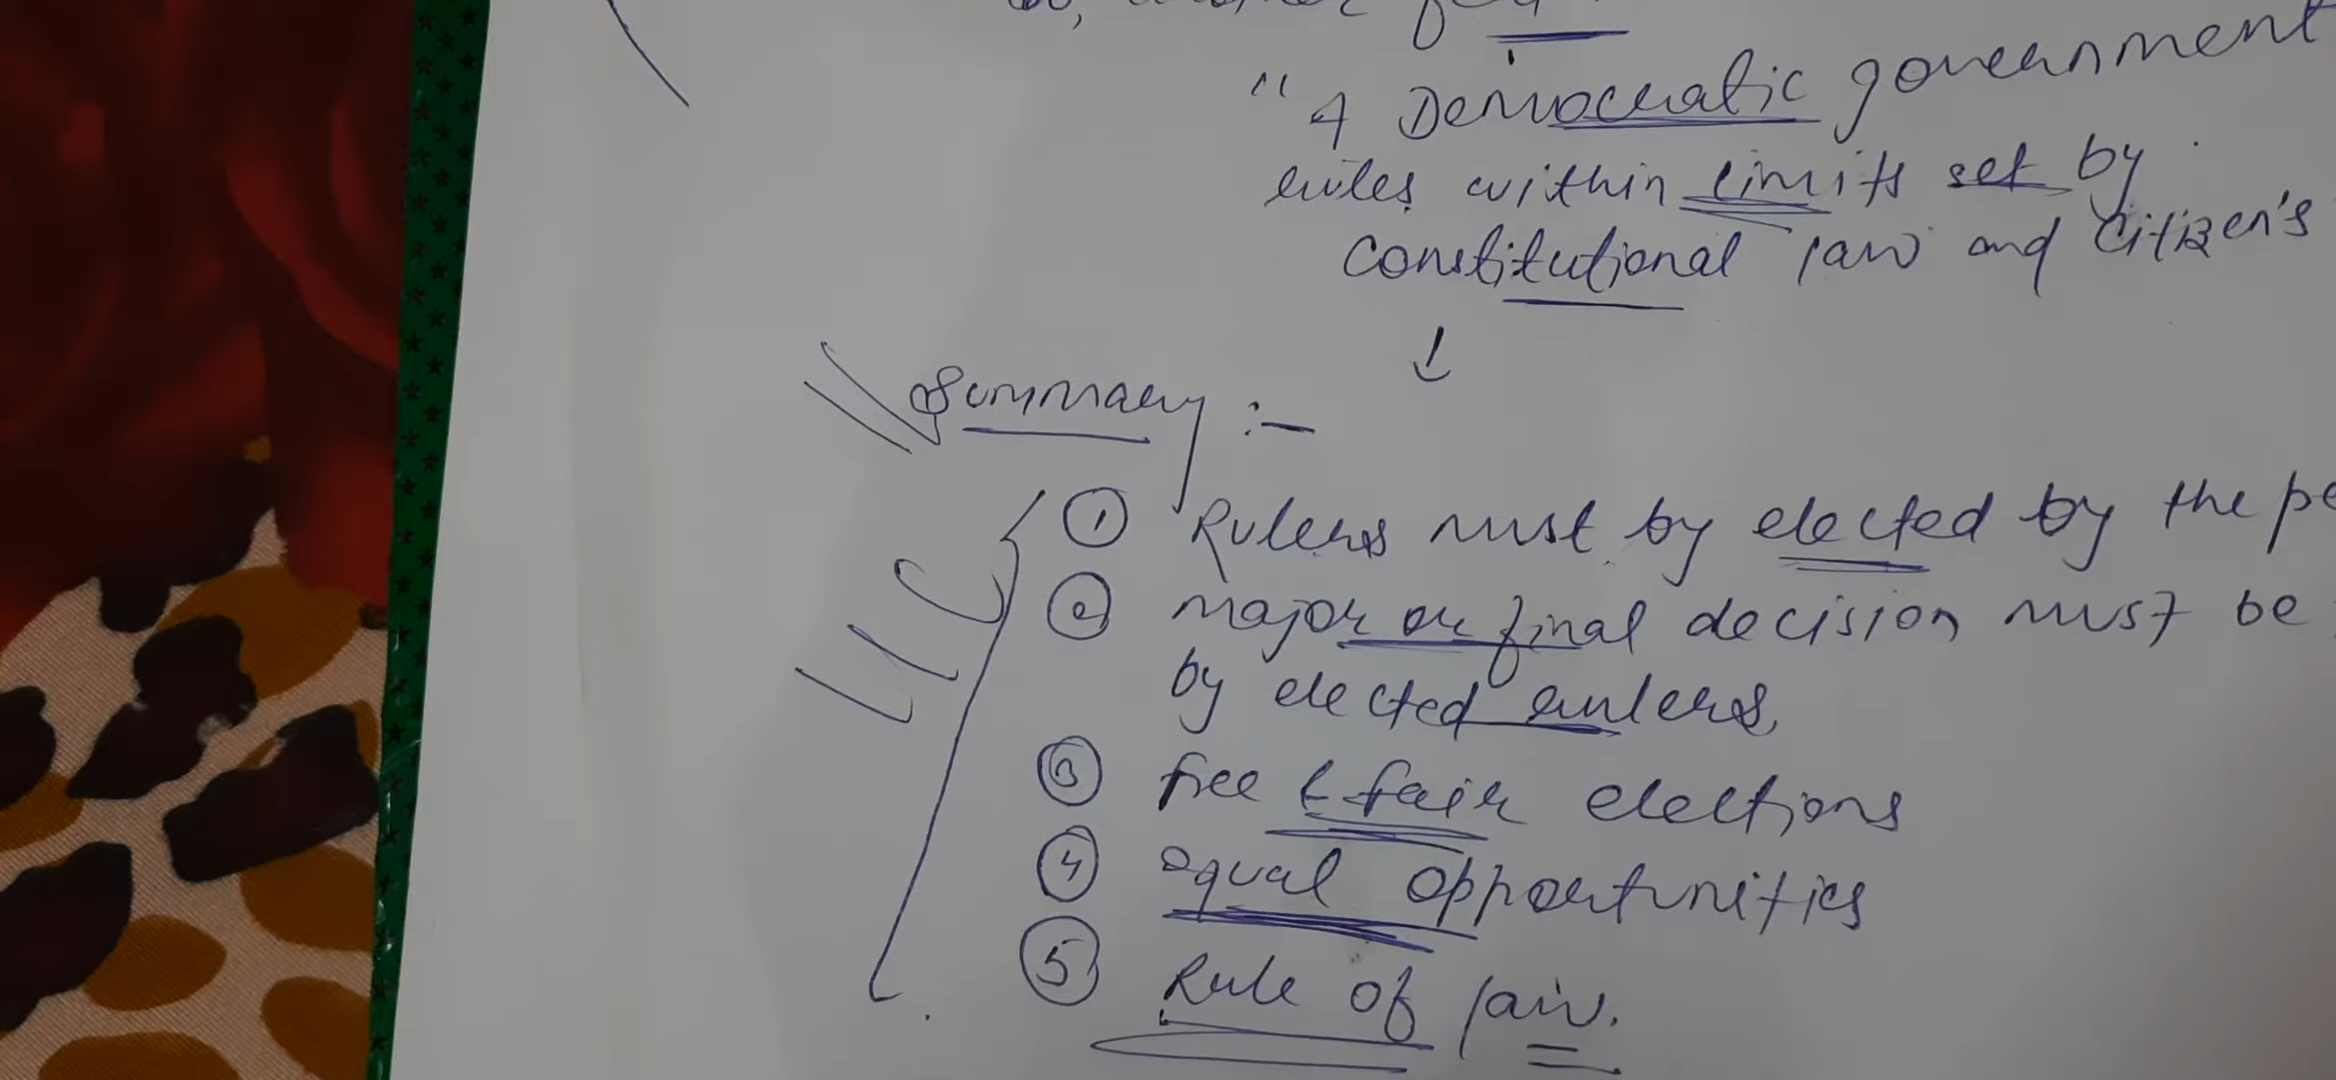 " A Democratic government
rules within limits set by
constitutional law and citizen's
Summary :-
① Rulers must by elected by the
② major or final decision must be
by elected rulers.
③ free & fair elections
④ equal opportunities
⑤ Rule of law.